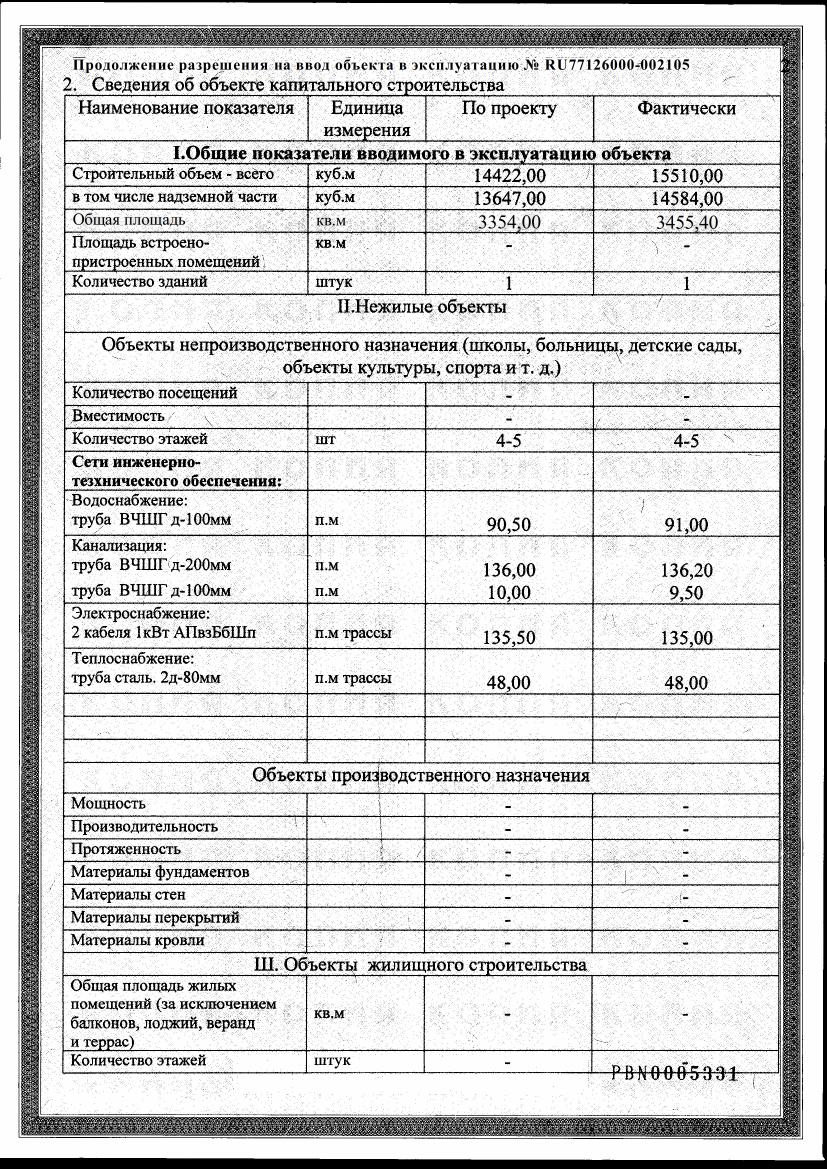 Продолжение разрешения на ввод объекта в эксплуатацию № RU77126000-002105
2
2. Сведения об объекте капитального строительства
Наименование показателя Единица измерения По проекту Фактически
I.Общие показатели вводимого в эксплуатацию объекта
Строительный объем - всего куб.м 14422,00 15510,00
в том числе надземной части куб.м 13647,00 14584,00
Общая площадь кв.м 3354,00 3455,40
Площадь встроено- кв.м - -
пристроенных помещений
Количество зданий штук 1 1
II.Нежилые объекты
Объекты непроизводственного назначения (школы, больницы, детские сады,
объекты культуры, спорта и т. д.)
Количество посещений - -
Вместимость - -
Количество этажей шт 4-5 4-5
Сети инженерно-
технического обеспечения:
Водоснабжение:
труба ВЧШГ д-100мм п.м 90,50 91,00
Канализация:
труба ВЧШГ д-200мм п.м 136,00 136,20
труба ВЧШГ д-100мм п.м 10,00 9,50
Электроснабжение:
2 кабеля 1кВт АПвзБбШп п.м трассы 135,50 135,00
Теплоснабжение:
труба сталь. 2д-80мм п.м трассы 48,00 48,00
Объекты производственного назначения
Мощность - -
Производительность - -
Протяженность - -
Материалы фундаментов - -
Материалы стен - -
Материалы перекрытий - -
Материалы кровли - -
III. Объекты жилищного строительства
Общая площадь жилых
помещений (за исключением
балконов, лоджий, веранд
и террас) кв.м - -
Количество этажей штук - -
PBN0005331